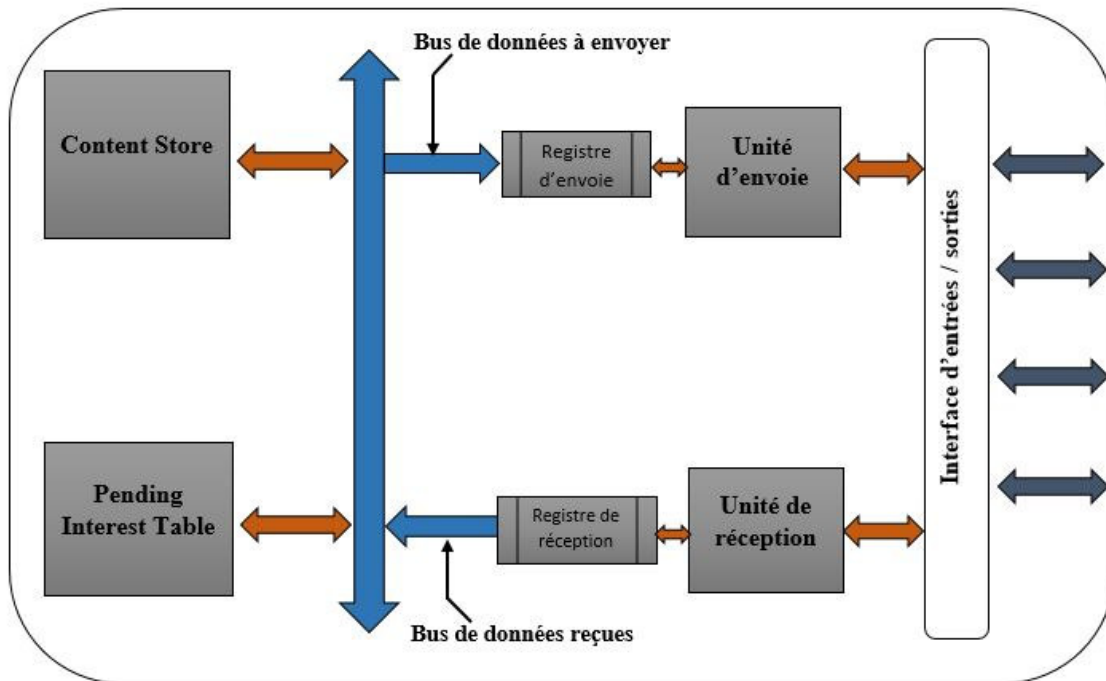 Bus de données à envoyer
Content Store
Registre
d’envoie
Unité
d’envoie
Interface d’entrées / sorties
Pending
Interest Table
Registre de
réception
Unité de
réception
Bus de données reçues